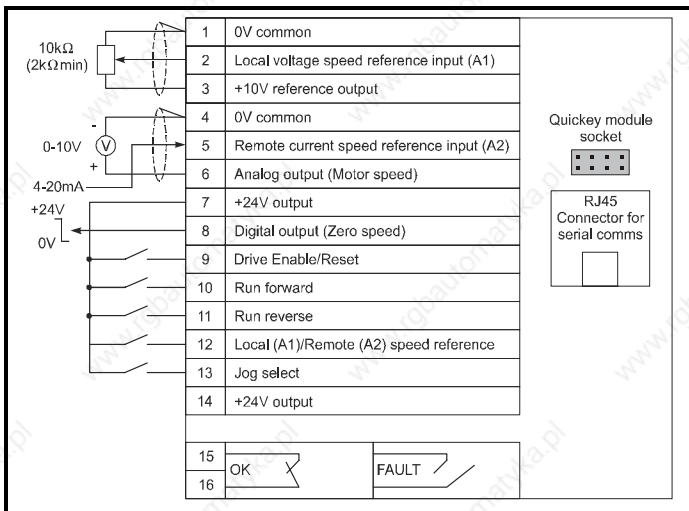 1 0V common
10kΩ
(2kΩmin)
2 Local voltage speed reference input (A1)
3 +10V reference output
4 0V common
-
0-10V V
+
5 Remote current speed reference input (A2)
6 Analog output (Motor speed)
4-20mA
7 +24V output
+24V
0V
8 Digital output (Zero speed)
9 Drive Enable/Reset
10 Run forward
11 Run reverse
12 Local (A1)/Remote (A2) speed reference
13 Jog select
14 +24V output
15
16
OK
FAULT
Quickey module
socket
RJ45
Connector for
serial comms
www.rgbautomatyka.pl